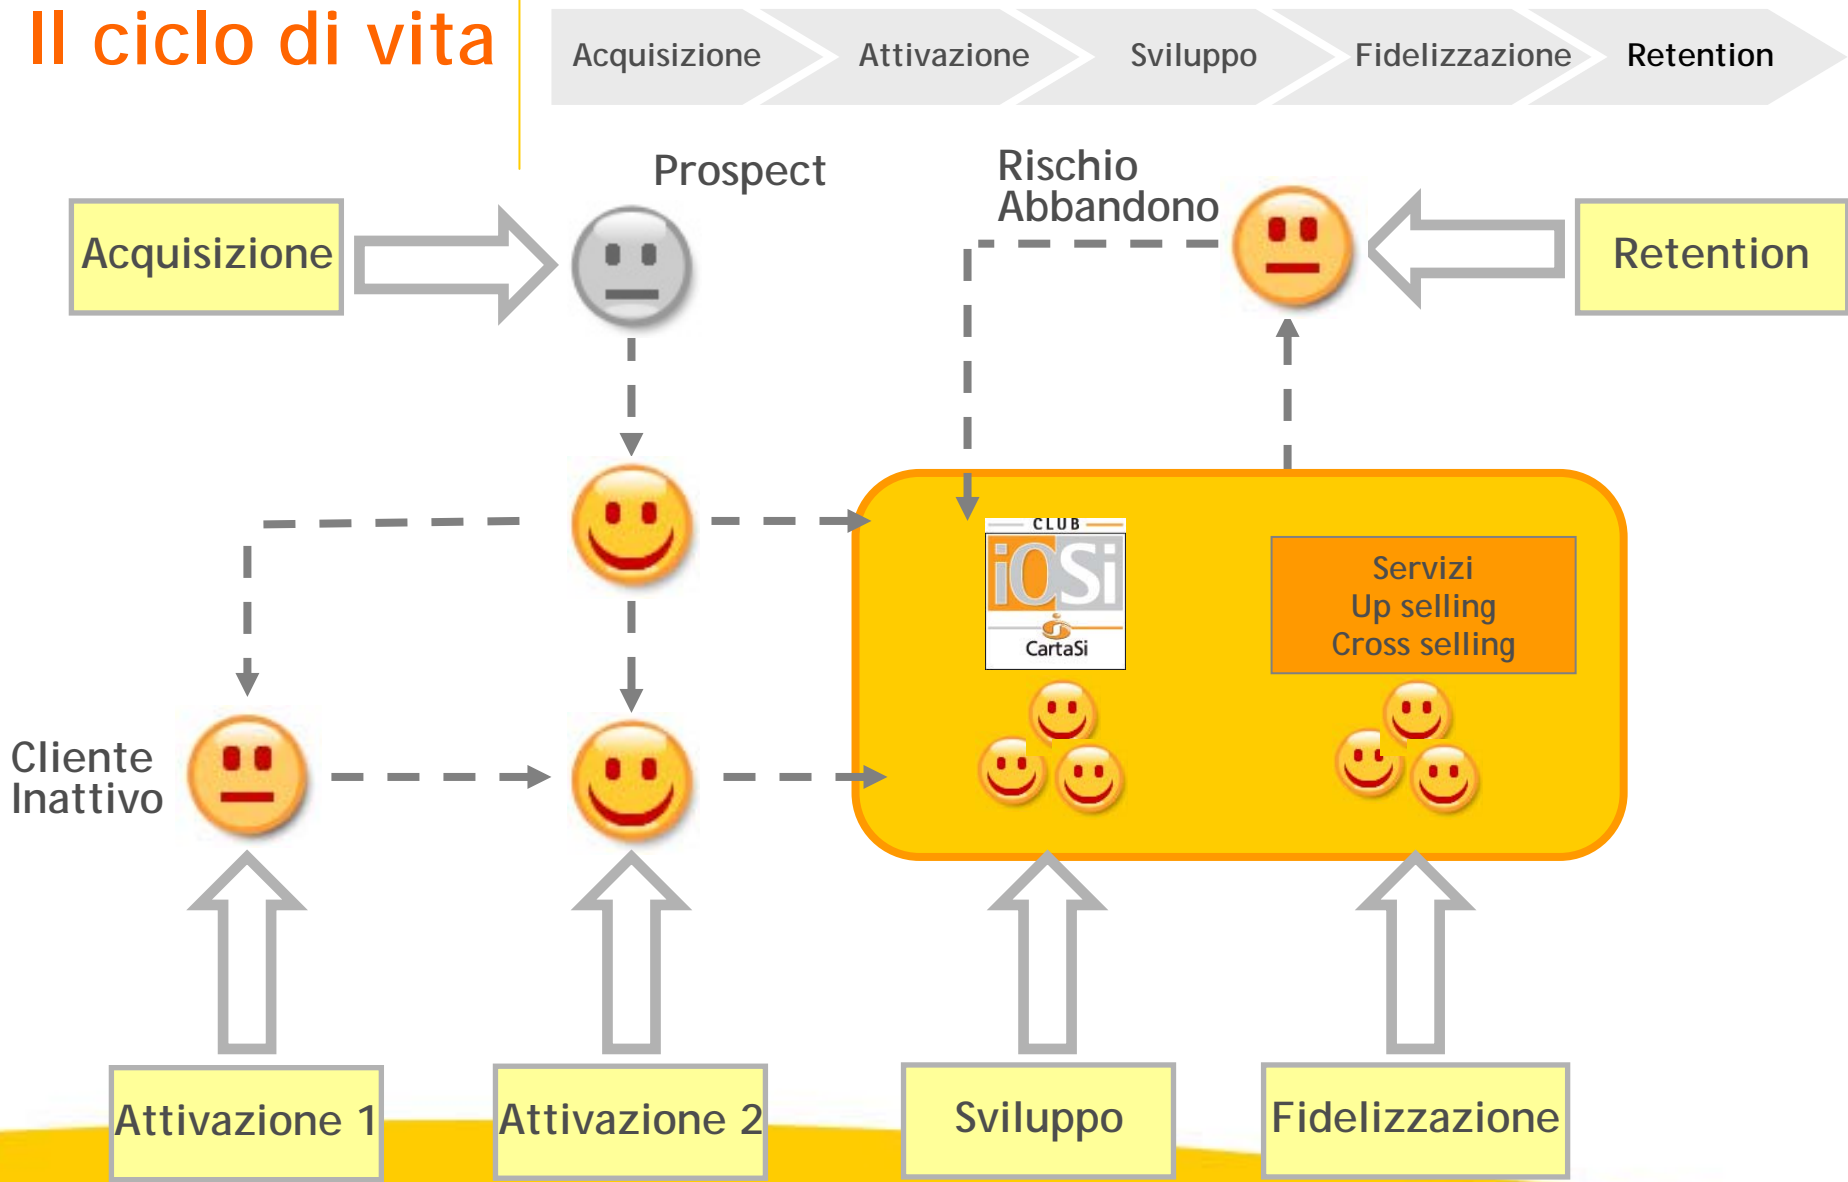 Il ciclo di vita
Acquisizione
Attivazione
Sviluppo
Fidelizzazione
Retention
Prospect
Rischio
Abbandono
Acquisizione
Retention
CLUB
iOSi
CartaSi
Servizi
Up selling
Cross selling
Cliente
Inattivo
Attivazione 1
Attivazione 2
Sviluppo
Fidelizzazione